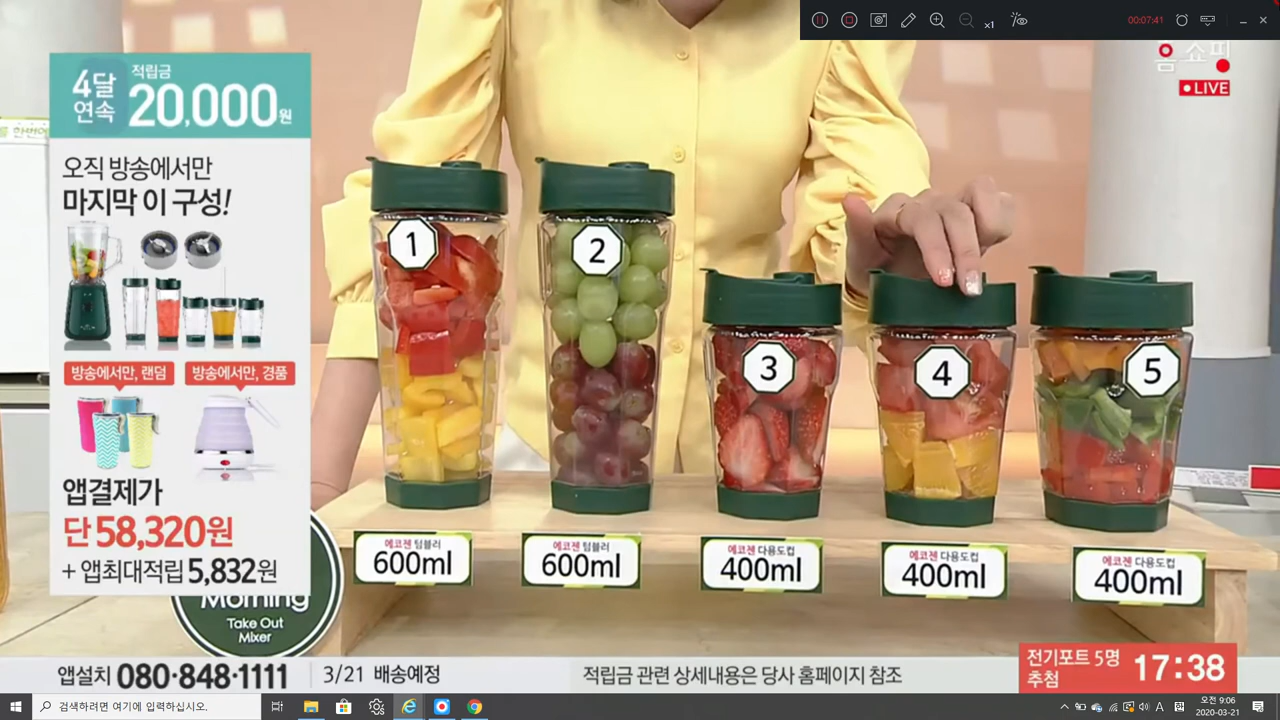 00:07:41
x1
홈쇼핑
LIVE
4달
연속
적립금
20,000원
오직 방송에서만
마지막 이 구성!
방송에서만, 랜덤
방송에서만, 경품
앱결제가
단 58,320원
+ 앱최대적립 5,832원
1
2
3
4
5
에코젠 텀블러
600ml
에코젠 텀블러
600ml
에코젠 다용도컵
400ml
에코젠 다용도컵
400ml
에코젠 다용도컵
400ml
Morning
Take Out
Mixer
앱설치 080·848·1111
3/21 배송예정
적립금 관련 상세내용은 당사 홈페이지 참조
전기포트 5명
추첨
17:38
검색하려면 여기에 입력하십시오.
A
漢
오전 9:06
2020-03-21